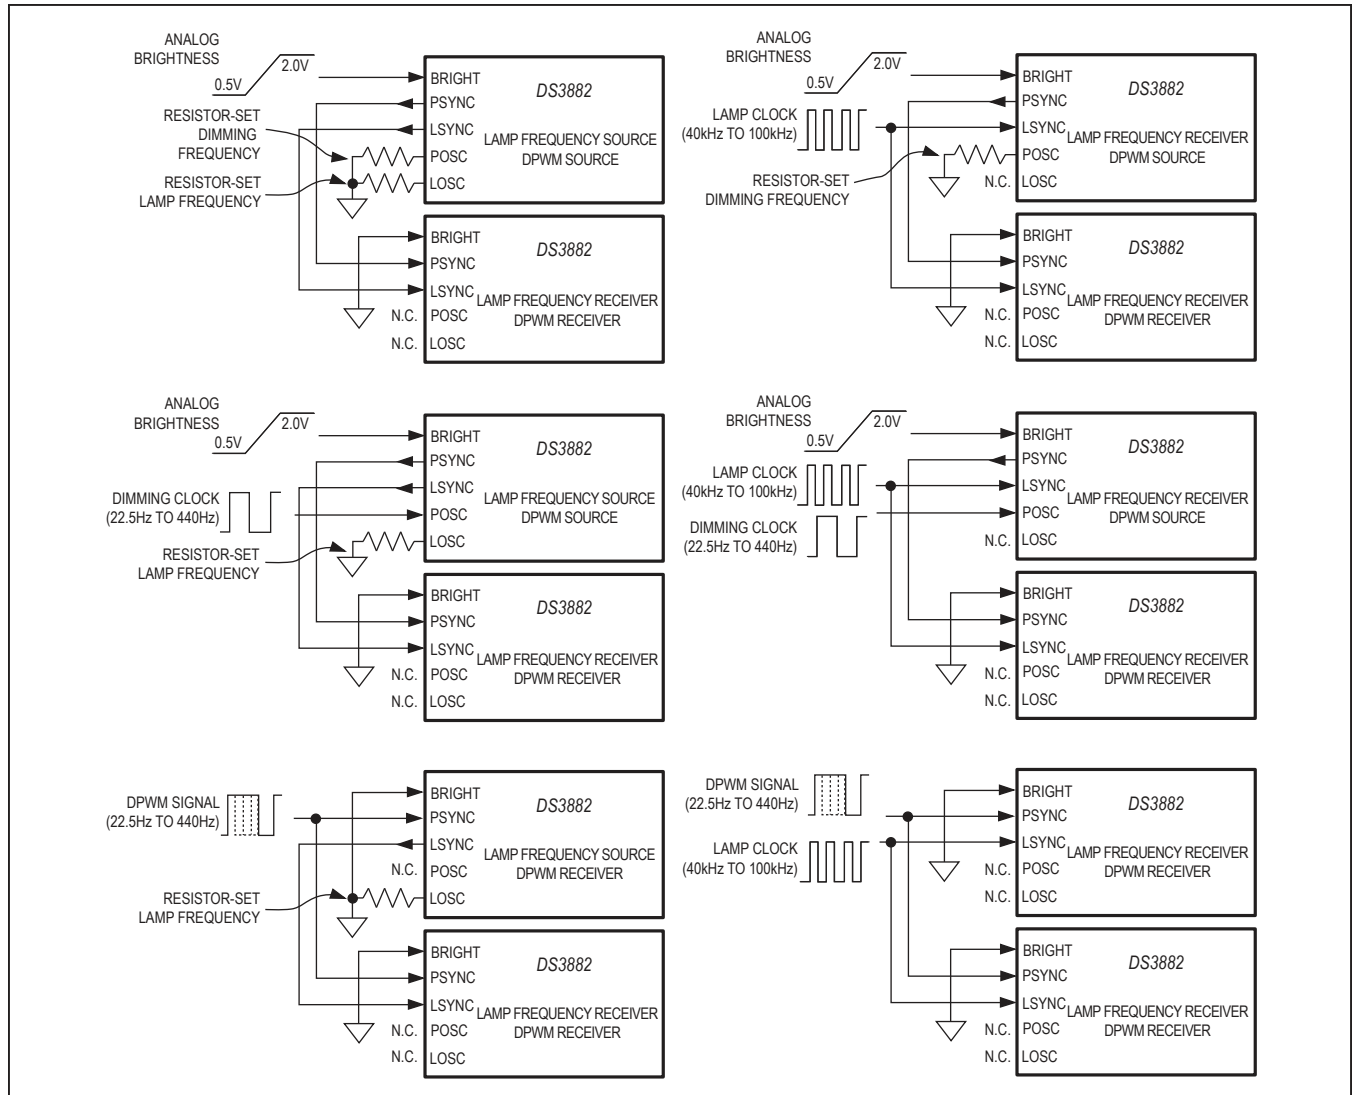 ANALOG
BRIGHTNESS
0.5V
2.0V
RESISTOR-SET
DIMMING
FREQUENCY
RESISTOR-SET
LAMP FREQUENCY
BRIGHT
PSYNC
LSYNC
POSC
LOSC
DS3882
LAMP FREQUENCY SOURCE
DPWM SOURCE
BRIGHT
PSYNC
LSYNC
N.C. POSC
N.C. LOSC
DS3882
LAMP FREQUENCY RECEIVER
DPWM RECEIVER
ANALOG
BRIGHTNESS
0.5V
2.0V
LAMP CLOCK
(40kHz TO 100kHz)
RESISTOR-SET
DIMMING FREQUENCY
BRIGHT
PSYNC
LSYNC
POSC
N.C. LOSC
DS3882
LAMP FREQUENCY RECEIVER
DPWM SOURCE
BRIGHT
PSYNC
LSYNC
N.C. POSC
N.C. LOSC
DS3882
LAMP FREQUENCY RECEIVER
DPWM RECEIVER
ANALOG
BRIGHTNESS
0.5V
2.0V
DIMMING CLOCK
(22.5Hz TO 440Hz)
RESISTOR-SET
LAMP FREQUENCY
BRIGHT
PSYNC
LSYNC
POSC
LOSC
DS3882
LAMP FREQUENCY SOURCE
DPWM SOURCE
BRIGHT
PSYNC
LSYNC
N.C. POSC
N.C. LOSC
DS3882
LAMP FREQUENCY RECEIVER
DPWM RECEIVER
ANALOG
BRIGHTNESS
0.5V
2.0V
LAMP CLOCK
(40kHz TO 100kHz)
DIMMING CLOCK
(22.5Hz TO 440Hz)
BRIGHT
PSYNC
LSYNC
POSC
N.C. LOSC
DS3882
LAMP FREQUENCY RECEIVER
DPWM SOURCE
BRIGHT
PSYNC
LSYNC
N.C. POSC
N.C. LOSC
DS3882
LAMP FREQUENCY RECEIVER
DPWM RECEIVER
DPWM SIGNAL
(22.5Hz TO 440Hz)
RESISTOR-SET
LAMP FREQUENCY
BRIGHT
PSYNC
LSYNC
N.C. POSC
LOSC
DS3882
LAMP FREQUENCY SOURCE
DPWM RECEIVER
BRIGHT
PSYNC
LSYNC
N.C. POSC
N.C. LOSC
DS3882
LAMP FREQUENCY RECEIVER
DPWM RECEIVER
DPWM SIGNAL
(22.5Hz TO 440Hz)
LAMP CLOCK
(40kHz TO 100kHz)
BRIGHT
PSYNC
LSYNC
N.C. POSC
N.C. LOSC
DS3882
LAMP FREQUENCY RECEIVER
DPWM RECEIVER
BRIGHT
PSYNC
LSYNC
N.C. POSC
N.C. LOSC
DS3882
LAMP FREQUENCY RECEIVER
DPWM RECEIVER